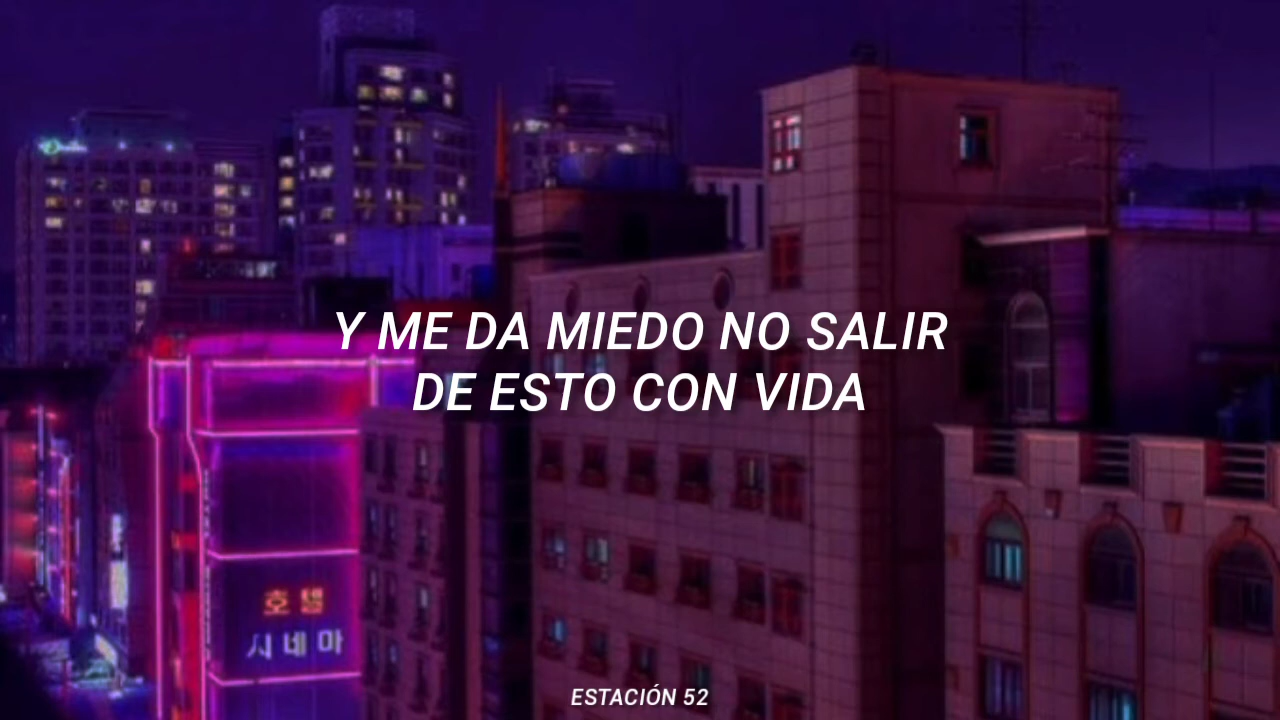 Y ME DA MIEDO NO SALIR
DE ESTO CON VIDA
호텔
시네마
ESTACIÓN 52